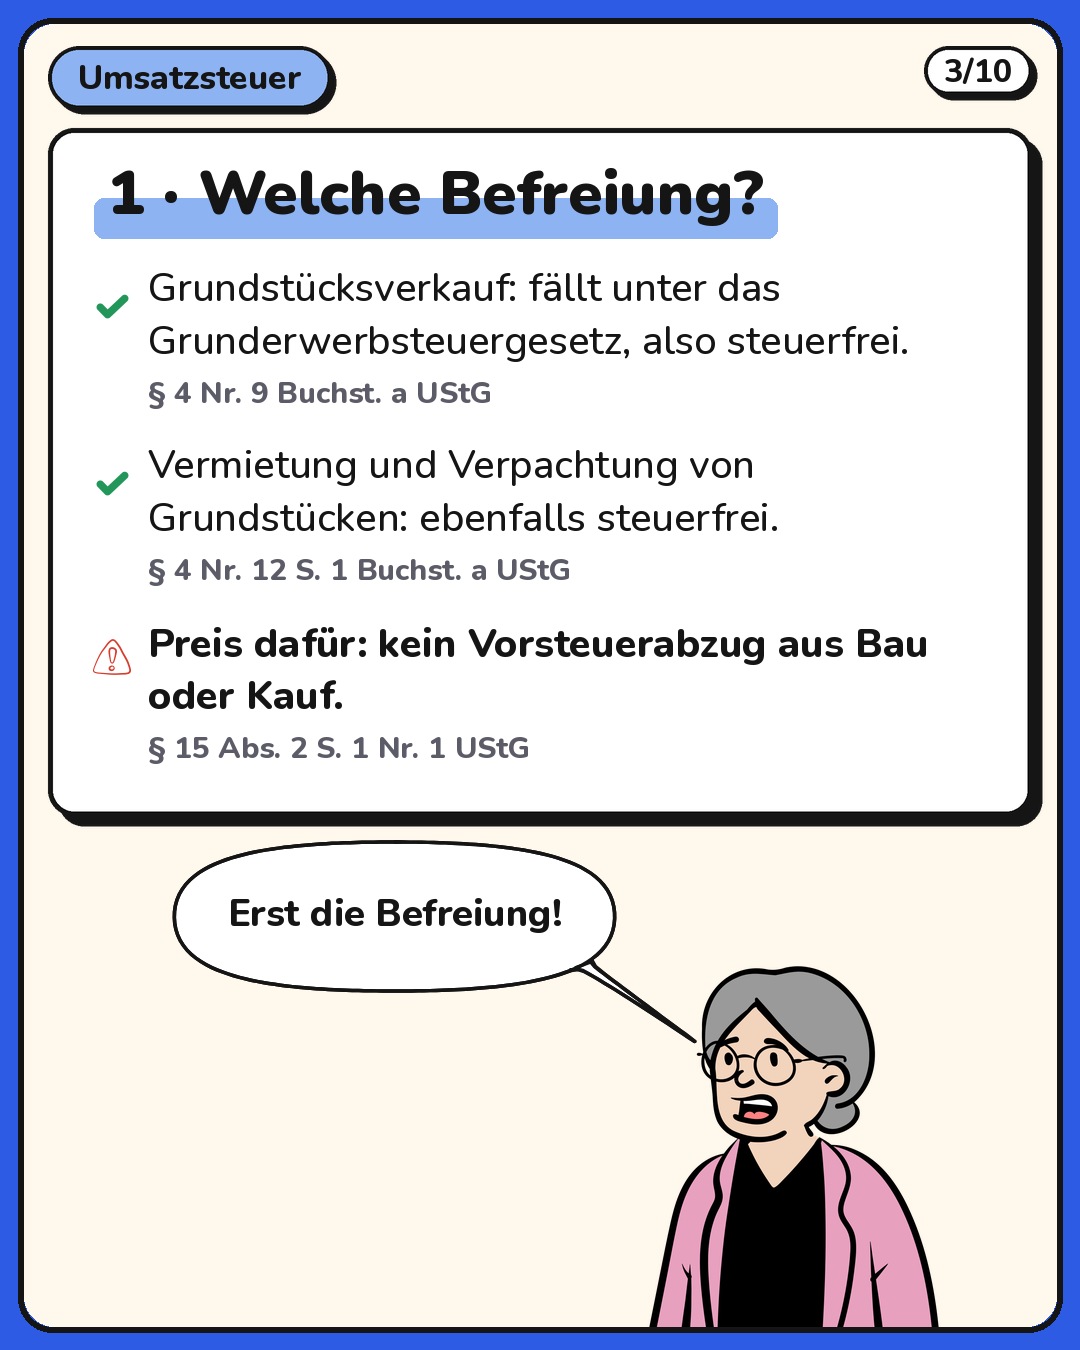 Umsatzsteuer
3/10
1 · Welche Befreiung?
Grundstücksverkauf: fällt unter das
Grunderwerbsteuergesetz, also steuerfrei.
§ 4 Nr. 9 Buchst. a UStG
Vermietung und Verpachtung von
Grundstücken: ebenfalls steuerfrei.
§ 4 Nr. 12 S. 1 Buchst. a UStG
Preis dafür: kein Vorsteuerabzug aus Bau
oder Kauf.
§ 15 Abs. 2 S. 1 Nr. 1 UStG
Erst die Befreiung!